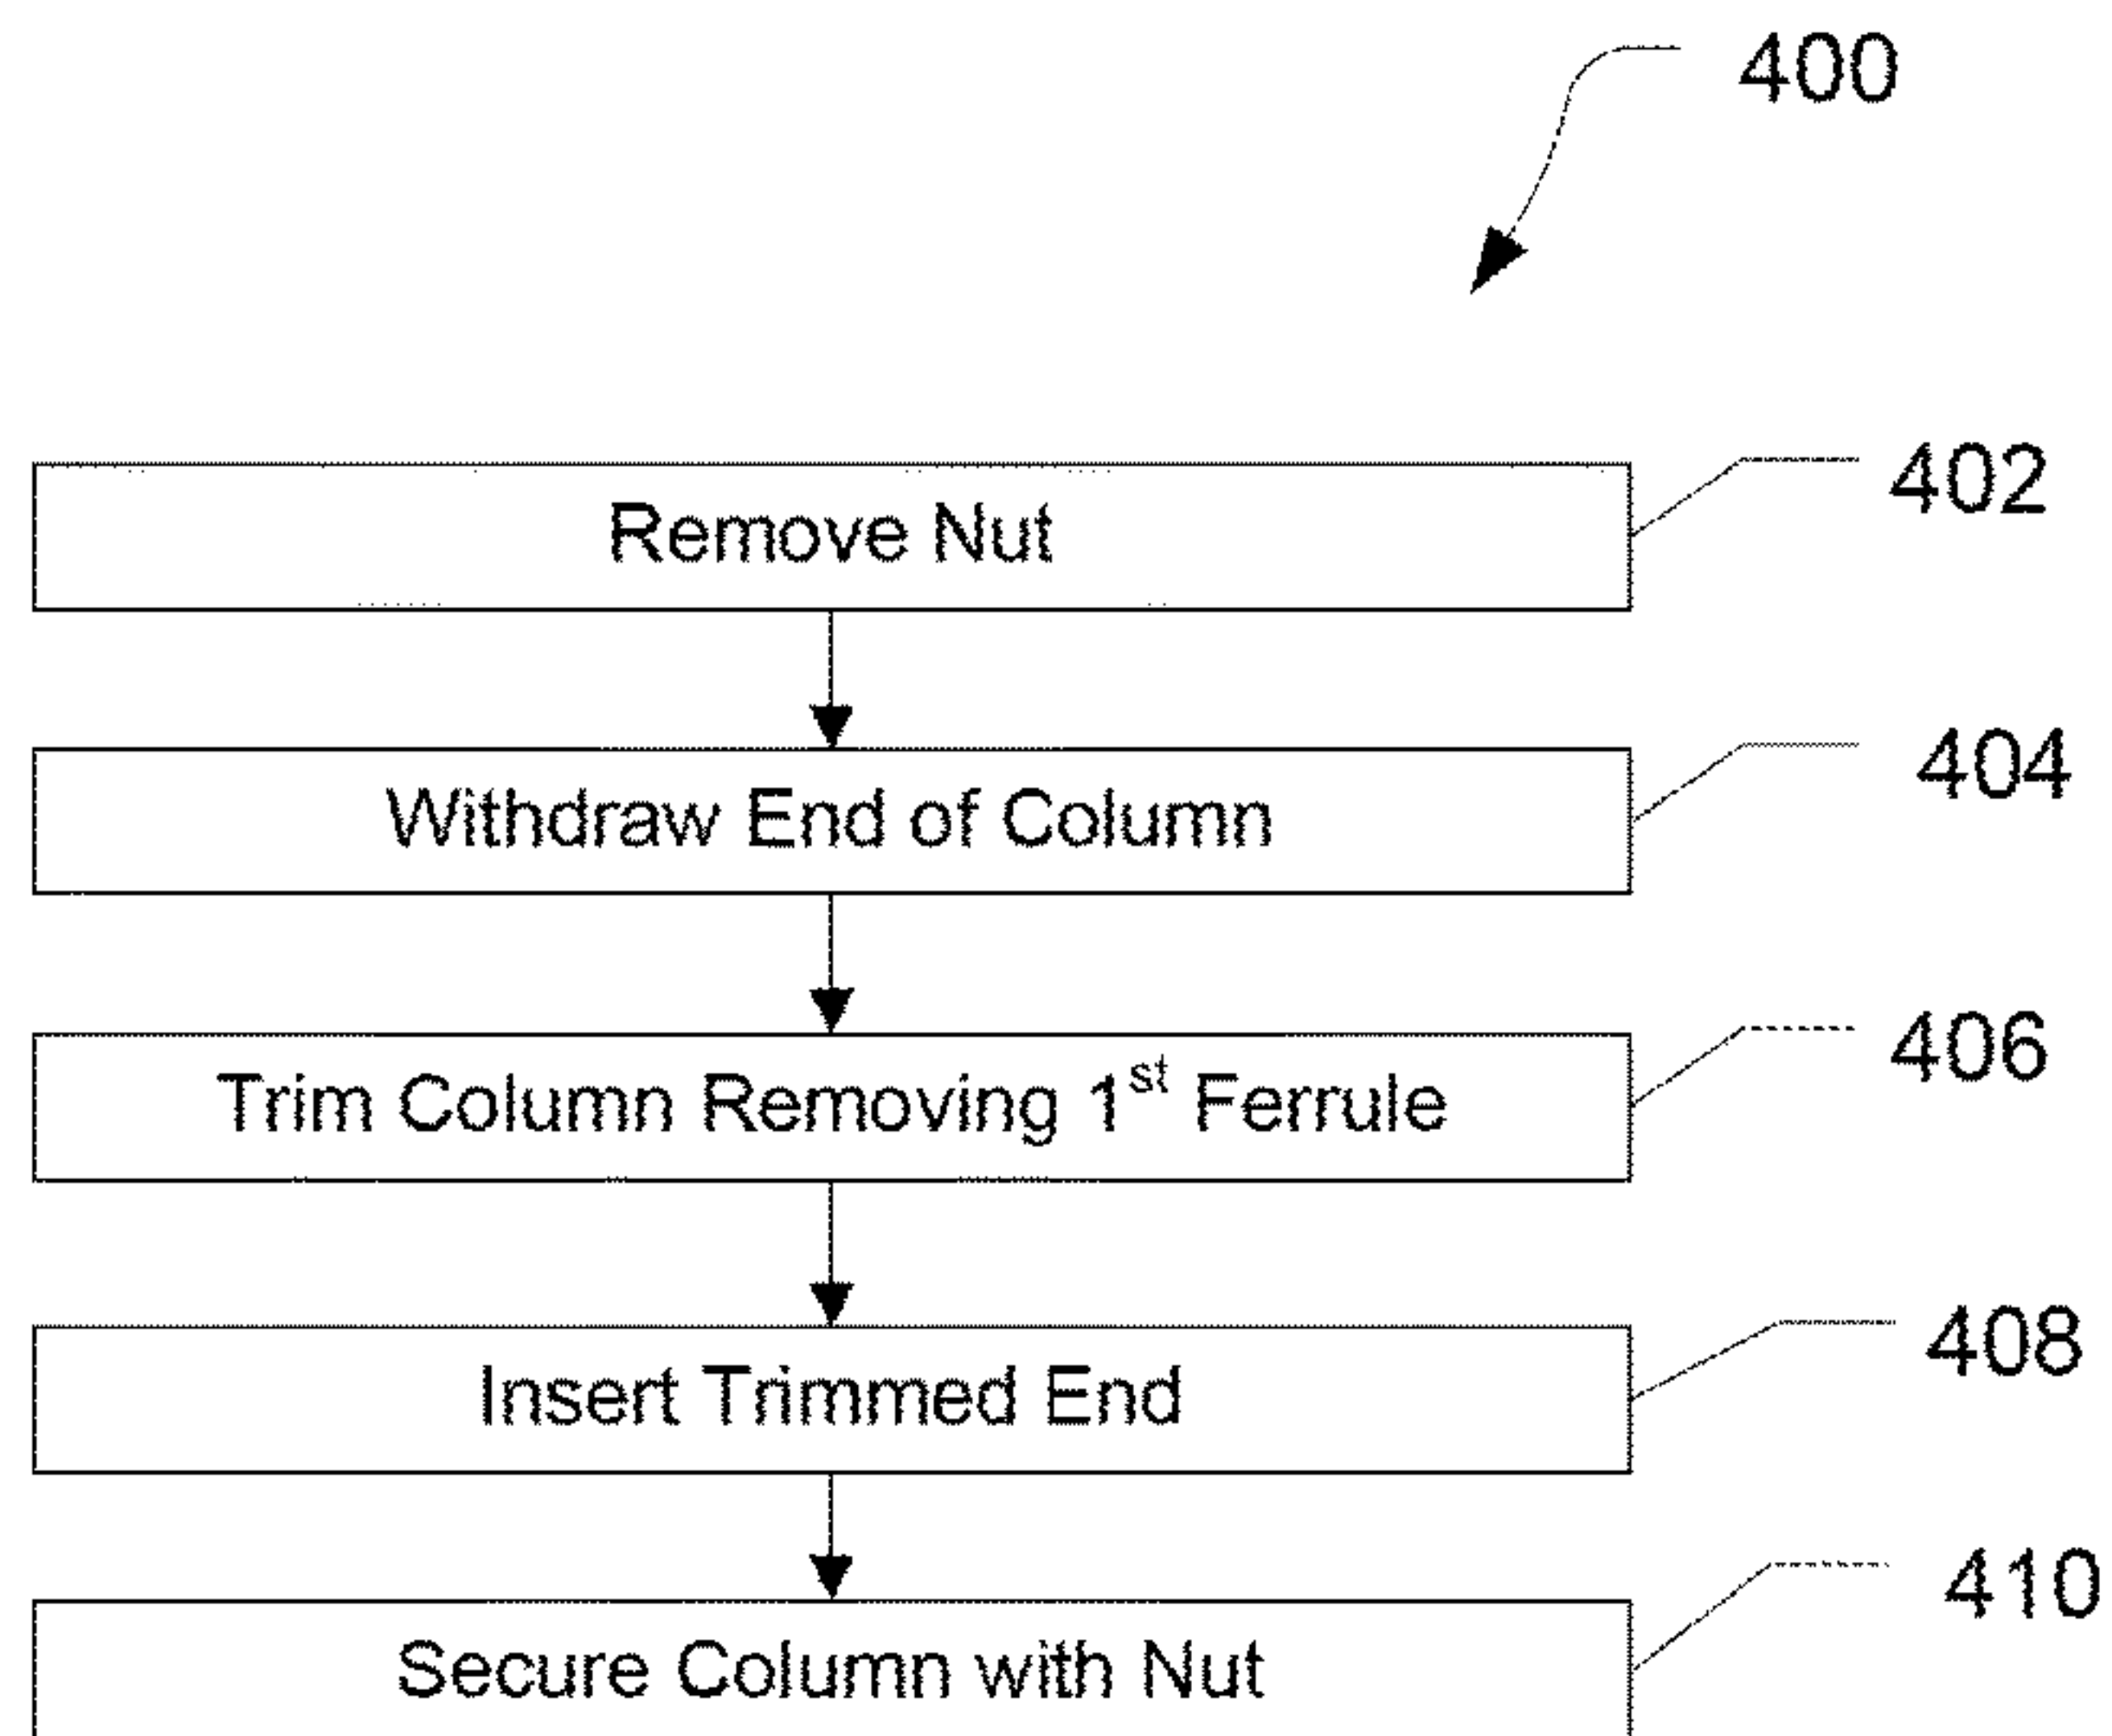 400
Remove Nut
402
Withdraw End of Column
404
Trim Column Removing 1st Ferrule
406
Insert Trimmed End
408
Secure Column with Nut
410